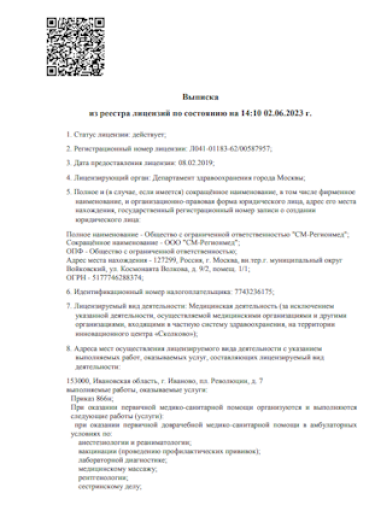 Выписка
из реестра лицензий по состоянию на 14:10 02.06.2023 г.
1. Статус лицензии: действует;
2. Регистрационный номер лицензии: Л041-01183-62/00587957;
3. Дата предоставления лицензии: 08.02.2019;
4. Лицензирующий орган: Департамент здравоохранения города Москвы;
5. Полное и (в случае, если имеется) сокращённое наименование, в том числе фирменное
наименование, и организационно-правовая форма юридического лица, адрес его места
нахождения, государственный регистрационный номер записи о создании
юридического лица:
Полное наименование - Общество с ограниченной ответственностью "СМ-Регионмед";
Сокращённое наименование - ООО "СМ-Регионмед";
ОПФ - Общество с ограниченной ответственностью;
Адрес места нахождения - 127299, Россия, г. Москва, вн.тер.г. муниципальный округ
Войковский, ул. Космонавта Волкова, д. 9/2, помещ. 1/1;
ОГРН - 5177746288374;
6. Идентификационный номер налогоплательщика: 7743236175;
7. Лицензируемый вид деятельности: Медицинская деятельность (за исключением
указанной деятельности, осуществляемой медицинскими организациями и другими
организациями, входящими в частную систему здравоохранения, на территории
инновационного центра «Сколково»);
8. Адреса мест осуществления лицензируемого вида деятельности с указанием
выполняемых работ, оказываемых услуг, составляющих лицензируемый вид
деятельности:
153000, Ивановская область, г. Иваново, пл. Революции, д. 7
выполняемые работы, оказываемые услуги:
Приказ 866н;
При оказании первичной медико-санитарной помощи организуются и выполняются
следующие работы (услуги):
при оказании первичной доврачебной медико-санитарной помощи в амбулаторных
условиях по:
анестезиологии и реаниматологии;
вакцинации (проведению профилактических прививок);
лабораторной диагностике;
медицинскому массажу;
рентгенологии;
сестринскому делу;